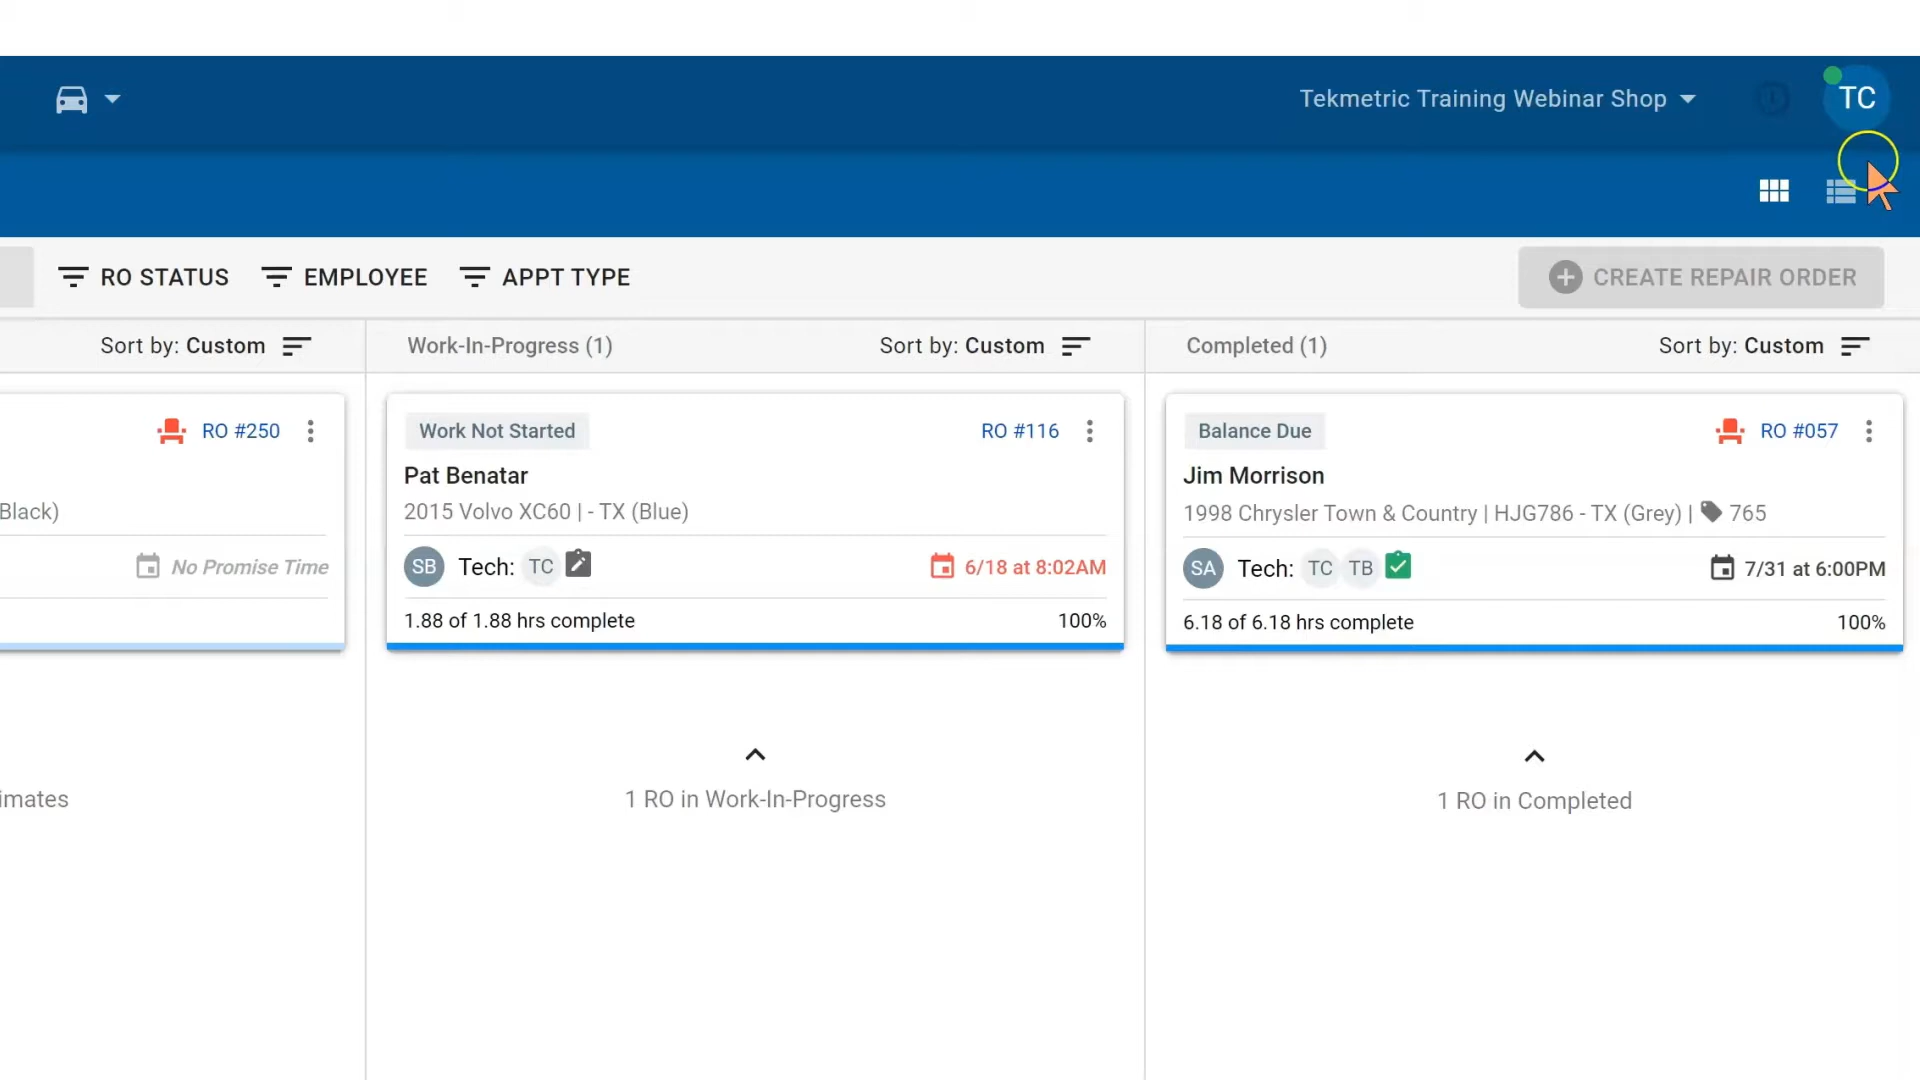 Tekmetric Training Webinar Shop
TC
RO STATUS
EMPLOYEE
APPT TYPE
CREATE REPAIR ORDER
Sort by: Custom
Work-In-Progress (1)
Sort by: Custom
Completed (1)
Sort by: Custom
RO #250
Black)
No Promise Time
imates
Work Not Started
RO #116
Pat Benatar
2015 Volvo XC60 | - TX (Blue)
SB Tech: TC
6/18 at 8:02AM
1.88 of 1.88 hrs complete
100%
1 RO in Work-In-Progress
Balance Due
RO #057
Jim Morrison
1998 Chrysler Town & Country | HJG786 - TX (Grey) | 765
SA Tech: TC TB
7/31 at 6:00PM
6.18 of 6.18 hrs complete
100%
1 RO in Completed